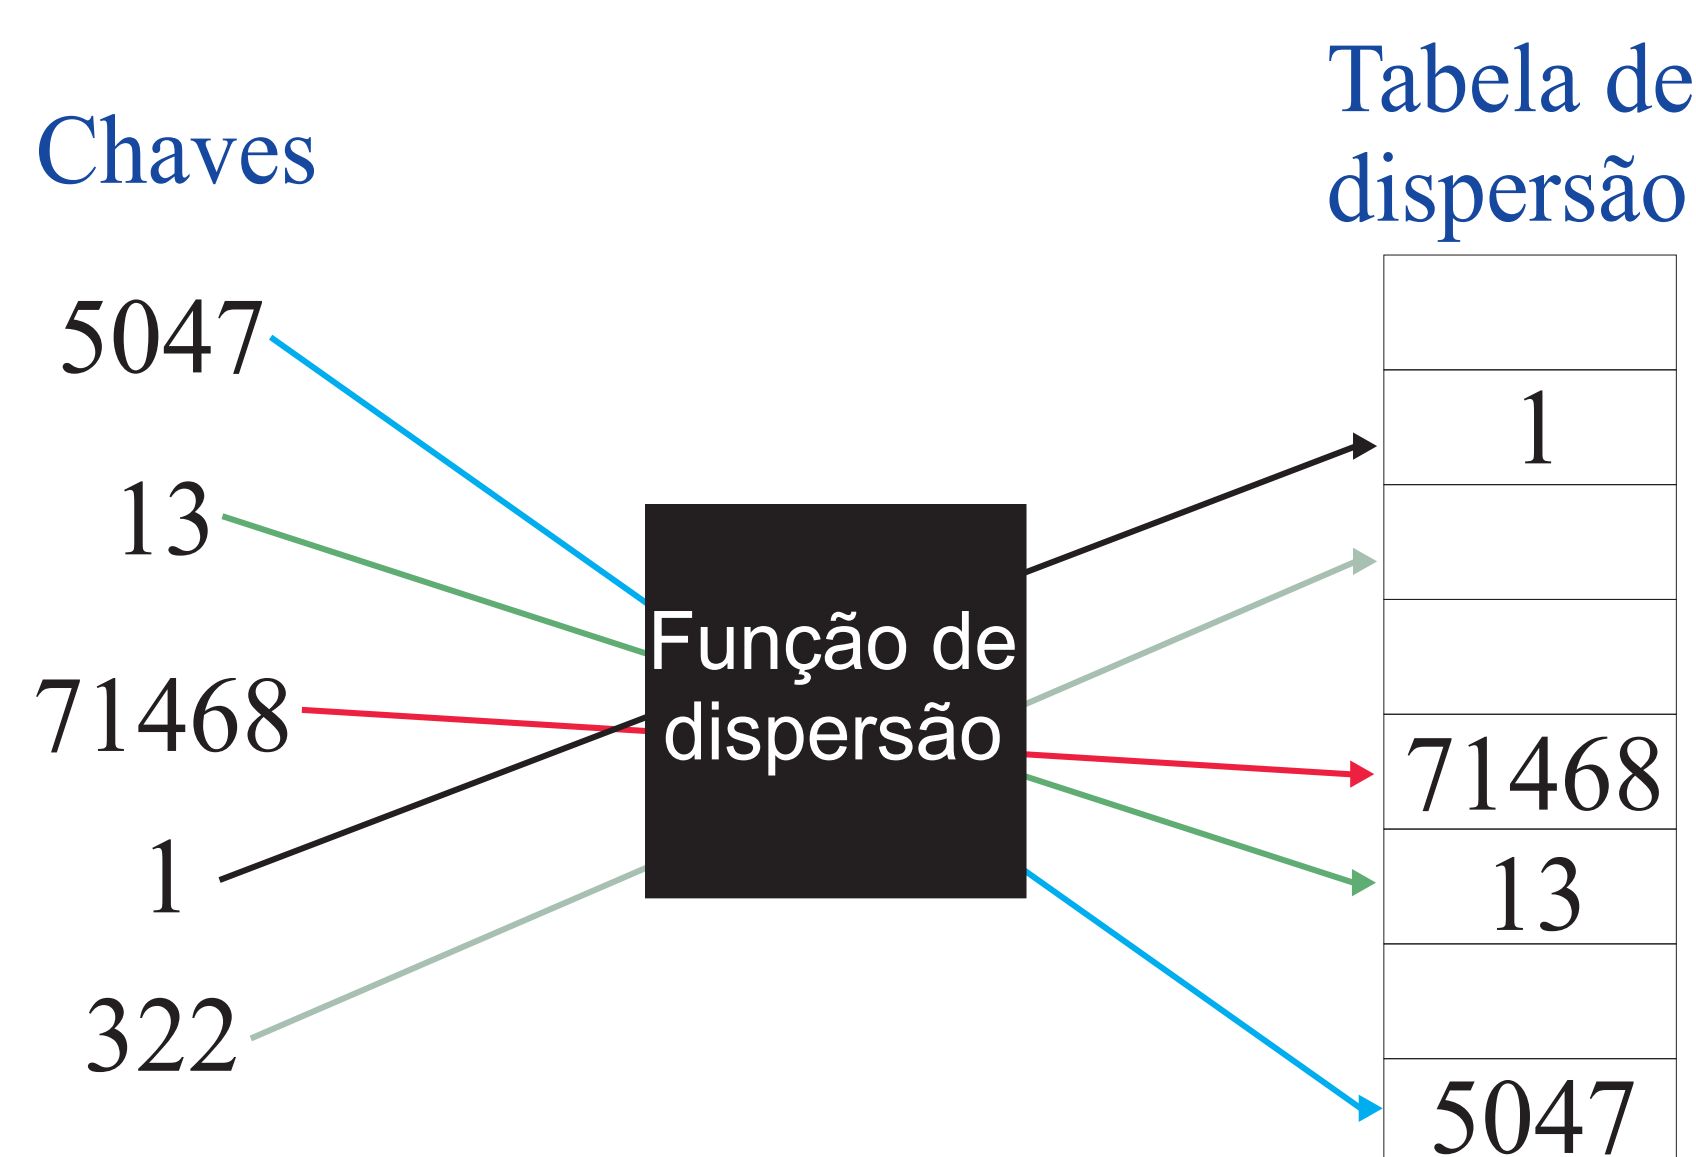 Chaves
5047
13
71468
1
322
Função de
dispersão
Tabela de
dispersão
1
71468
13
5047